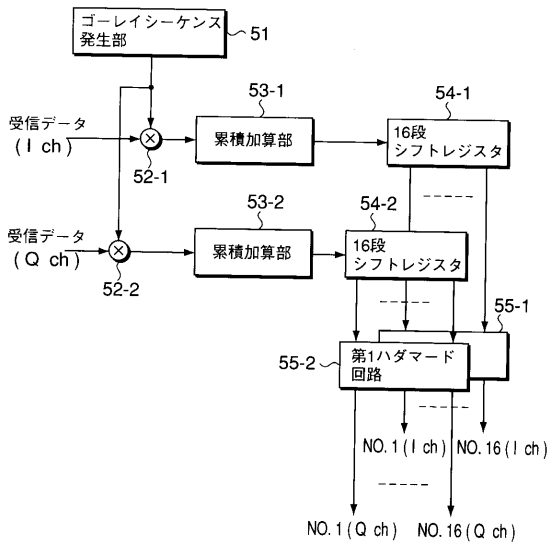 ゴーレイシーケンス
発生部
51
53-1
54-1
受信データ
(I ch)
累積加算部
16段
シフトレジスタ
52-1
53-2
54-2
受信データ
(Q ch)
累積加算部
16段
シフトレジスタ
52-2
55-1
55-2
第1ハダマード
回路
NO. 1 (I ch)
NO. 16 (I ch)
NO. 1 (Q ch)
NO. 16 (Q ch)